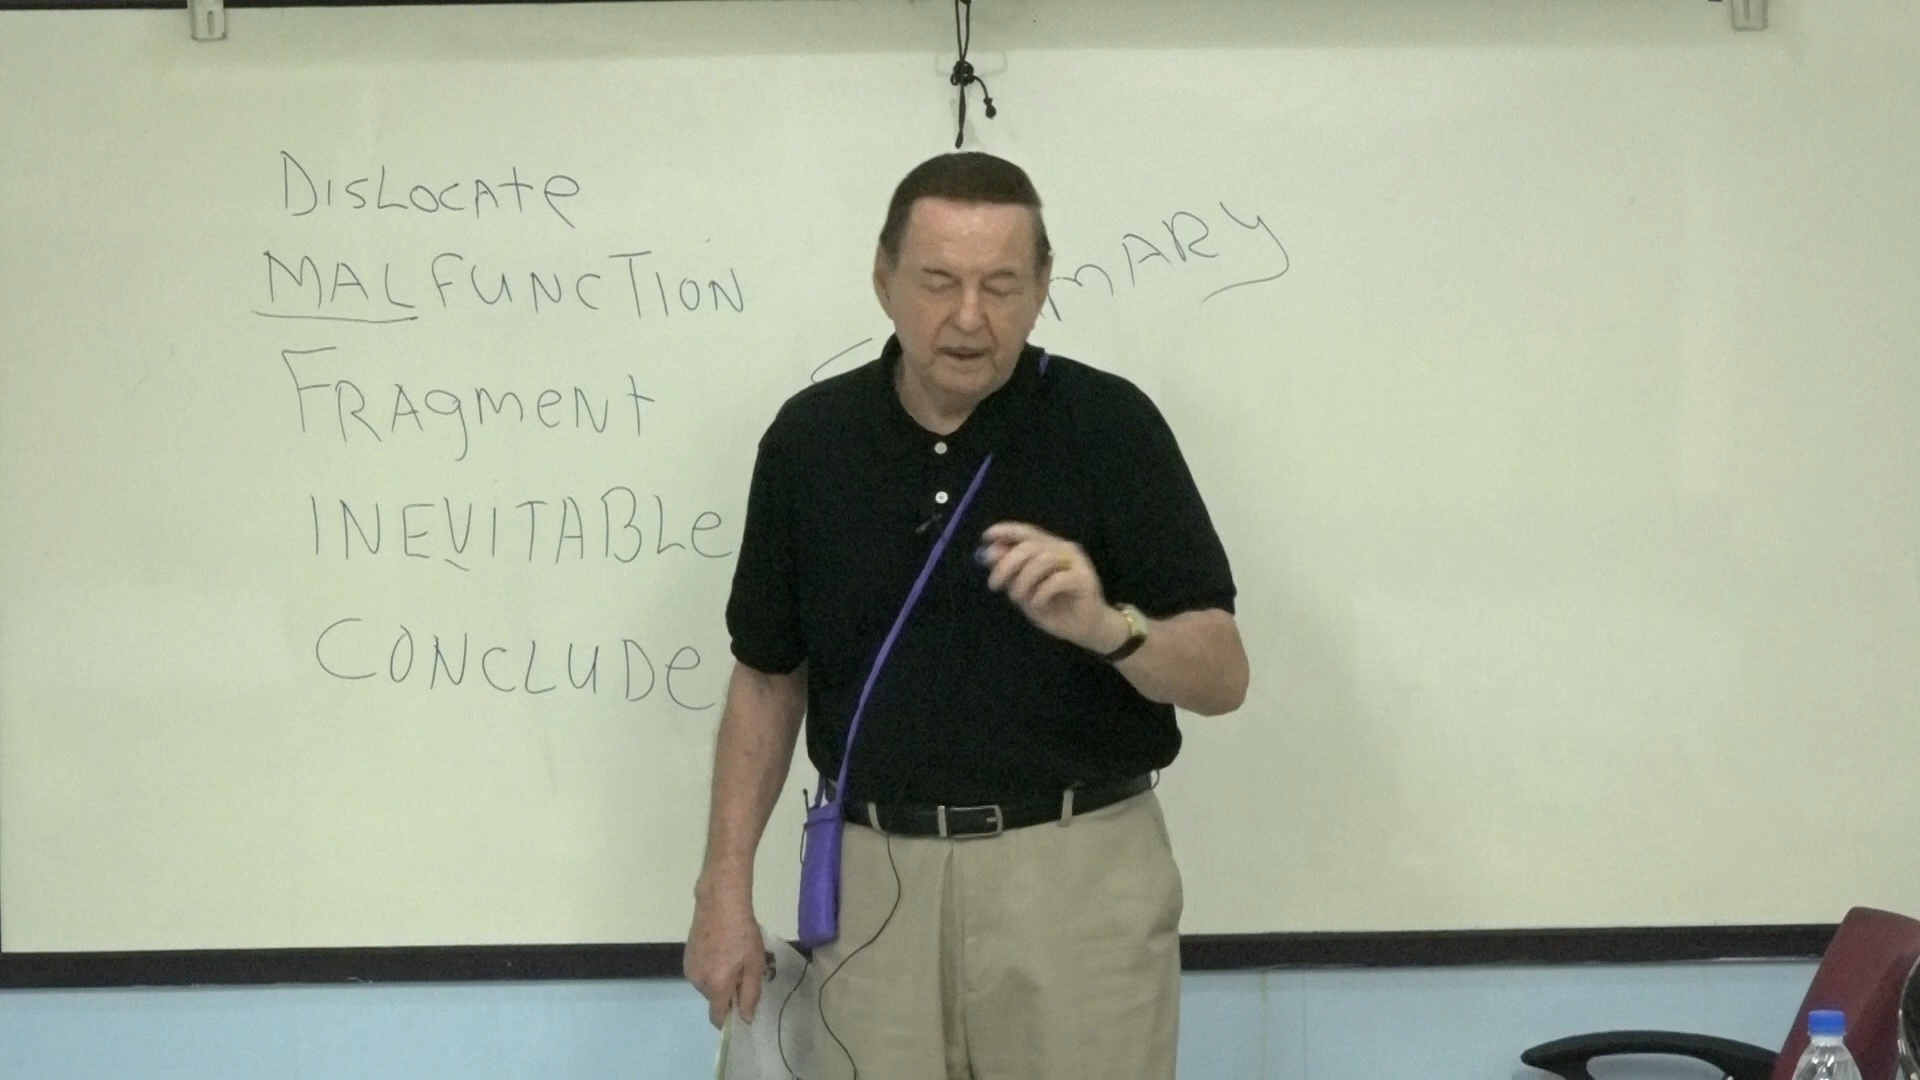 DISLOCATe
MALFUNCTION
FRAgmeNt
INEVITABLe
CONCLUDe